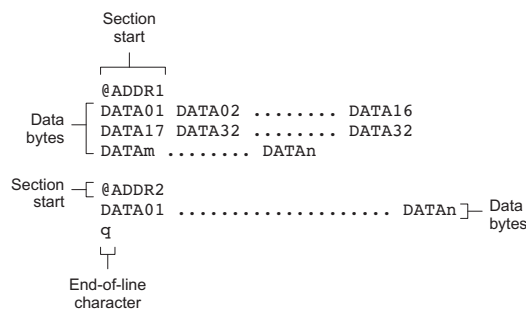 Section
start
@ADDR1
DATA01 DATA02 ........ DATA16
DATA17 DATA32 ........ DATA32
DATAm ........ DATAn
Data
bytes
Section
start
@ADDR2
DATA01 ..................... DATAn
Data
bytes
q
End-of-line
character